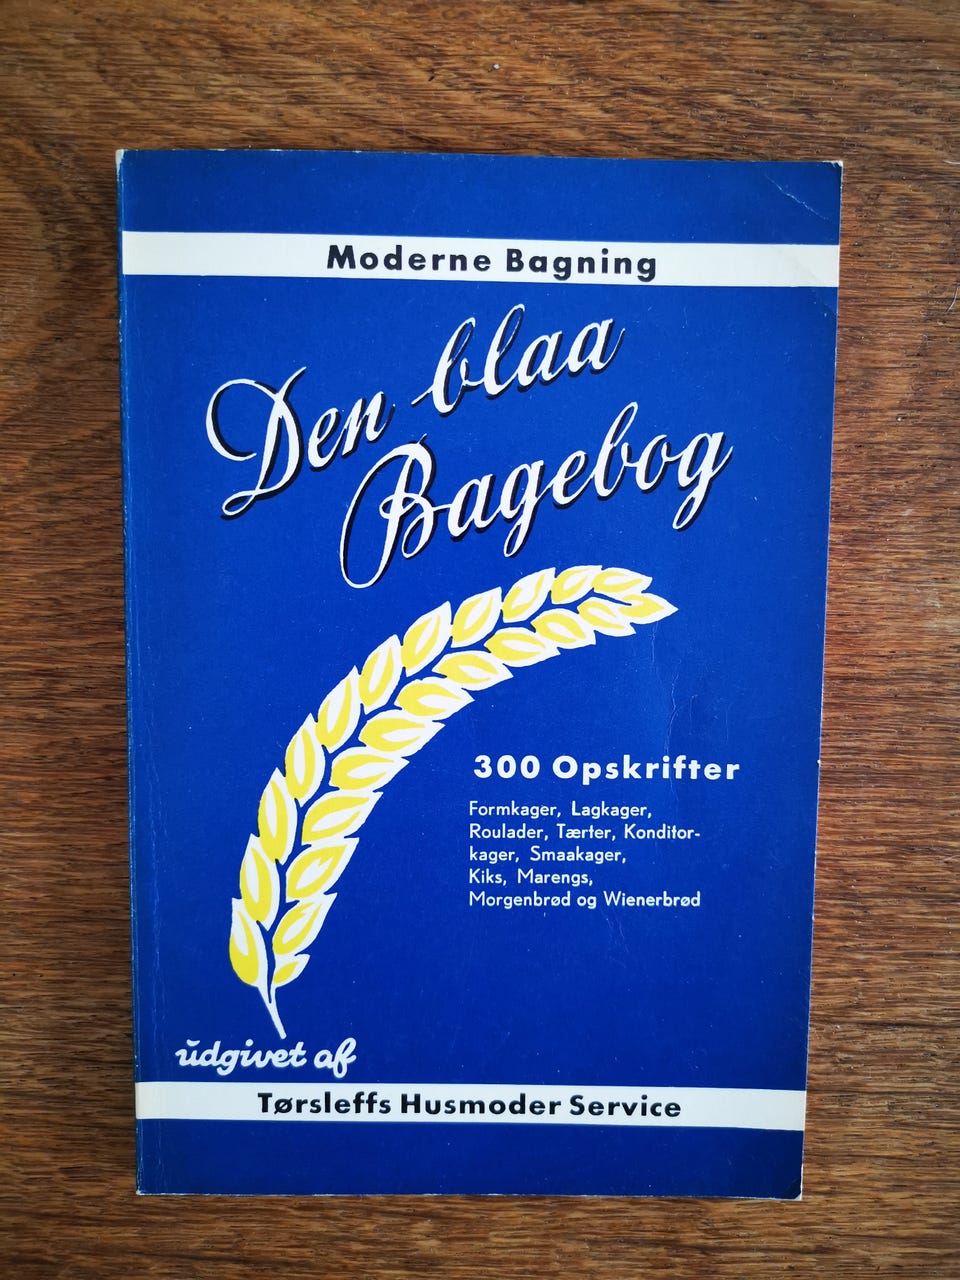 Moderne Bagning
Den blaa
Bagebog
300 Opskrifter
Formkager, Lagkager,
Roulader, Tærter, Konditor-
kager, Smaakager,
Kiks, Marengs,
Morgenbrød og Wienerbrød
udgivet af
Tørsleffs Husmoder Service